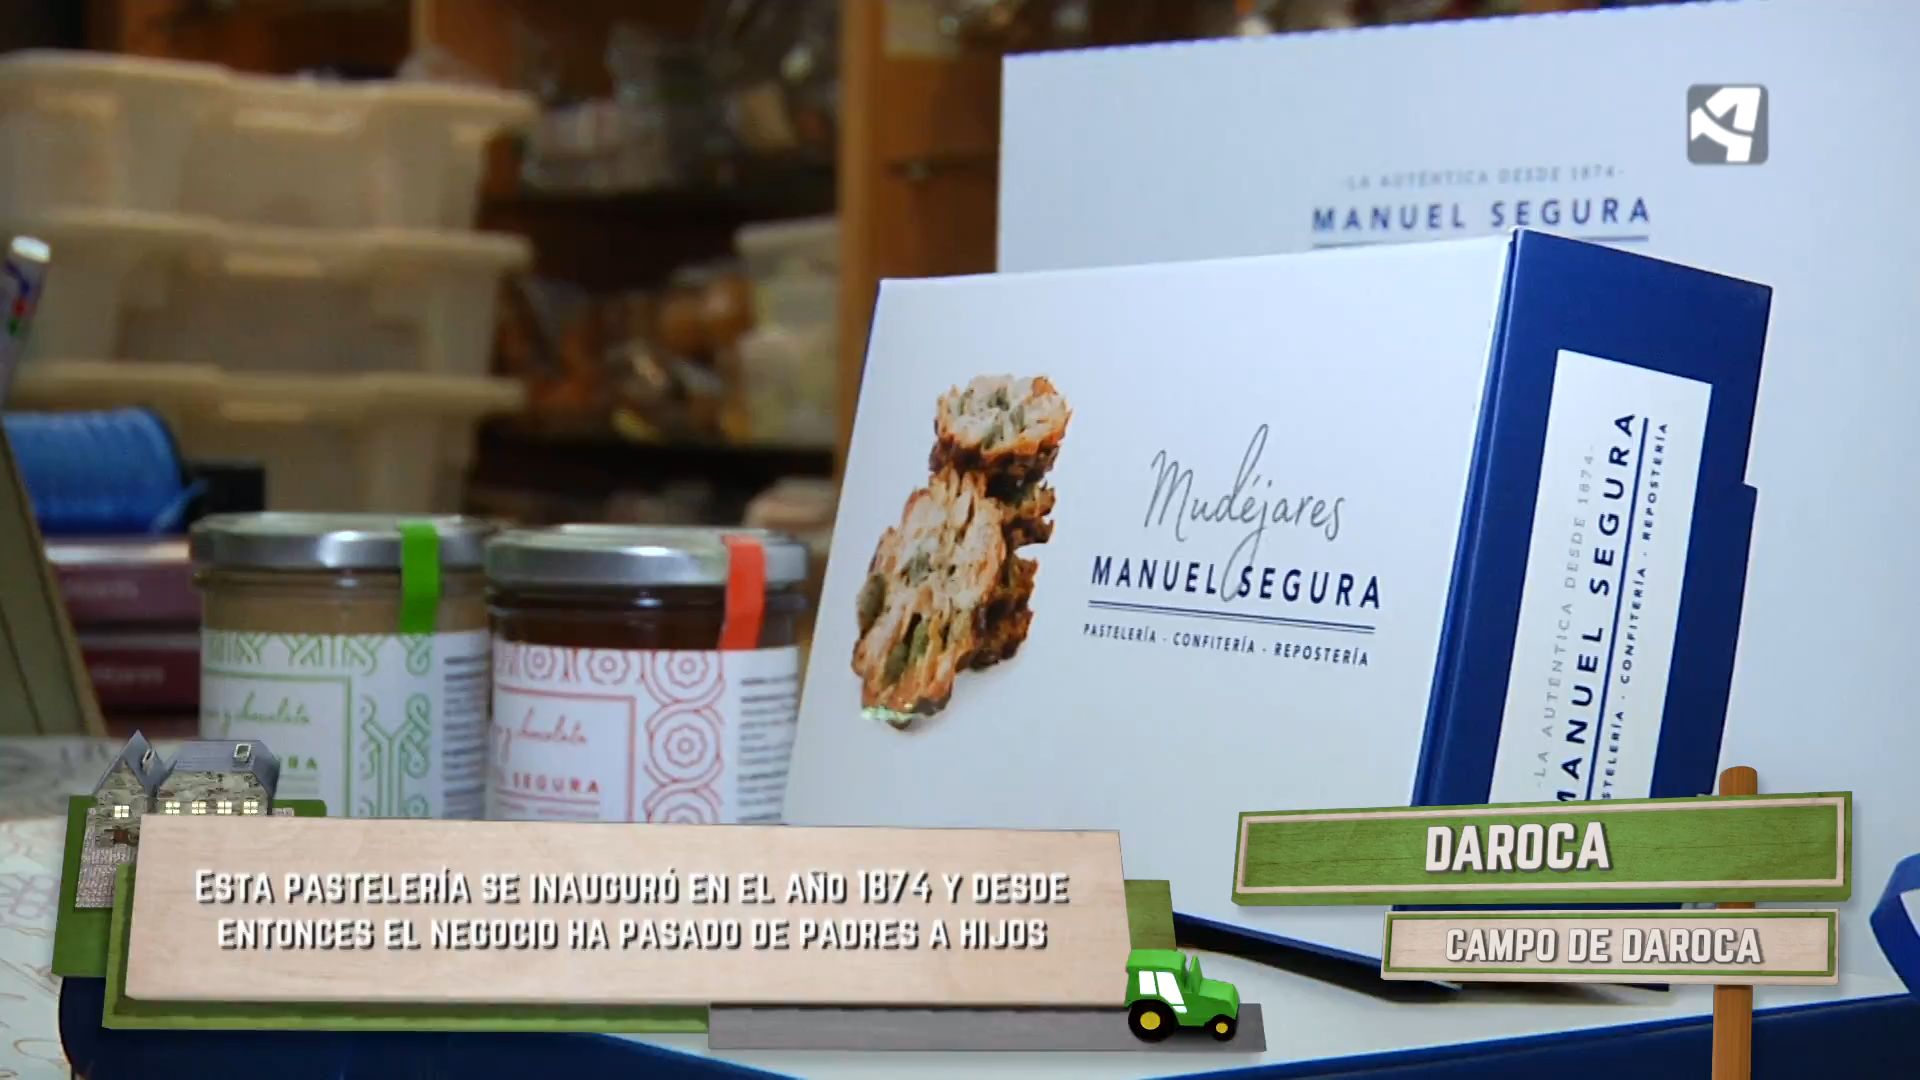 -LA AUTÉNTICA DESDE 1874-
MANUEL SEGURA
Mudéjares
MANUEL SEGURA
PASTELERÍA - CONFITERÍA - REPOSTERÍA
-LA AUTÉNTICA DESDE 1874-
MANUEL SEGURA
CONFITERÍA - REPOSTERÍA
y chocolate
y chocolate
SEGURA
DAROCA
CAMPO DE DAROCA
ESTA PASTELERÍA SE INAUGURÓ EN EL AÑO 1874 Y DESDE
ENTONCES EL NEGOCIO HA PASADO DE PADRES A HIJOS